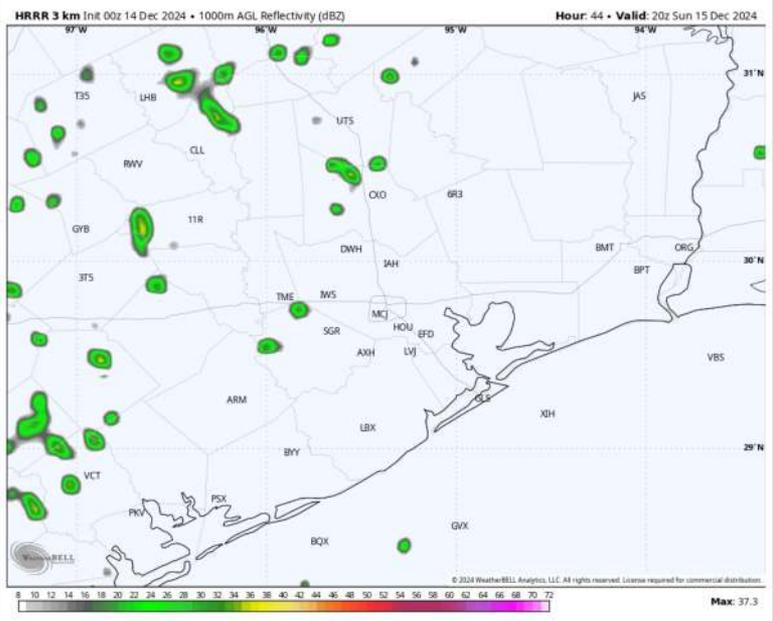 HRRR 3 km Init 00z 14 Dec 2024 • 1000m AGL Reflectivity (dBZ) Hour: 44 • Valid: 20z Sun 15 Dec 2024
97°W 96°W 95°W 94°W
31°N
T35 LHB JAS
UTS
CLL
RWV
CXO 6R3
11R
GYB
DWH BMT ORG
IAH 30°N
BPT
3T5
TME IWS
MCJ
SGR HOU EFD
AXH LVJ VBS
ARM GLS
XIH
LBX
BYY 29°N
VCT
PSX
PKV GVX
BQX
WEATHERBELL
© 2024 WeatherBELL Analytics, LLC. All rights reserved. License required for commercial distribution.
8 10 12 14 16 18 20 22 24 26 28 30 32 34 36 38 40 42 44 46 48 50 52 54 56 58 60 62 64 66 68 70 72 Max: 37.3